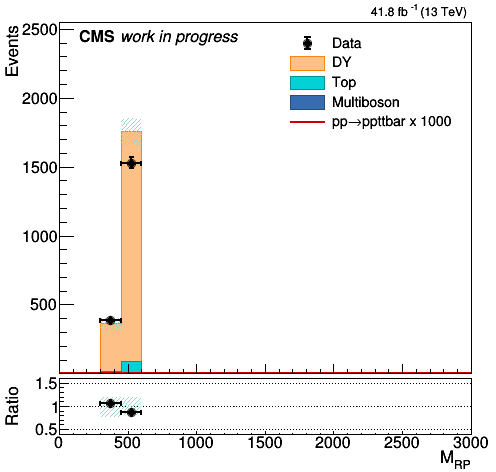 41.8 fb⁻¹ (13 TeV)
CMS work in progress
Events
2500
2000
1500
1000
500
Data
DY
Top
Multiboson
pp→ppttbar x 1000
Ratio
1.5
1
0.5
0 500 1000 1500 2000 2500 3000
M_RP